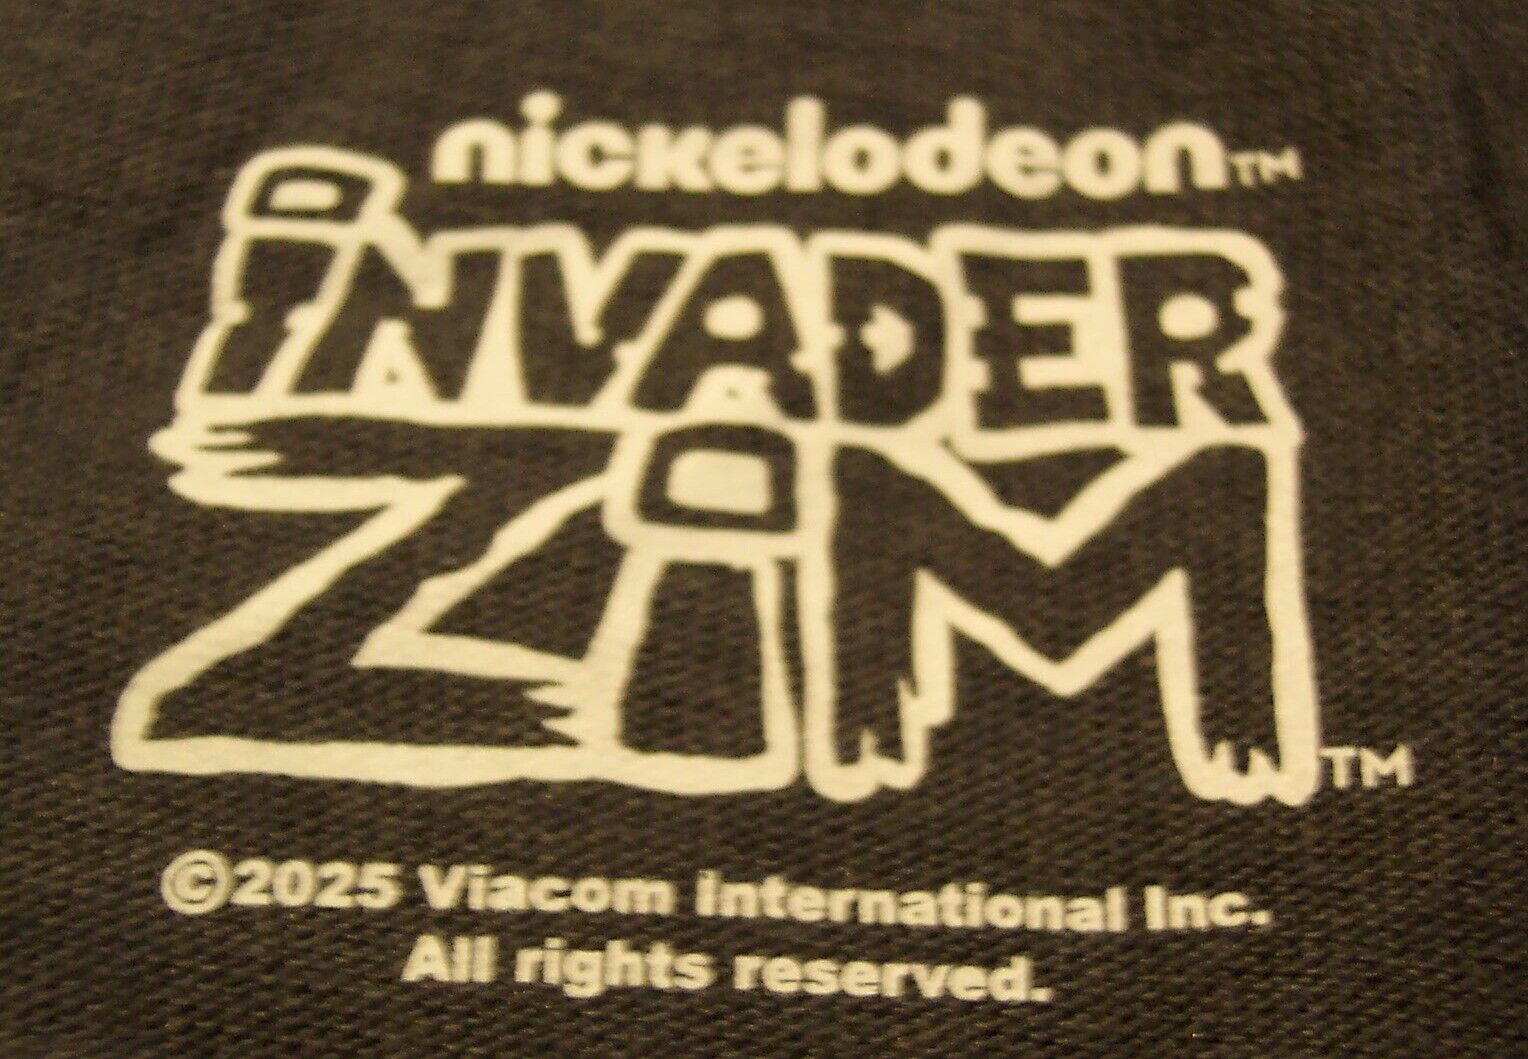 nickelodeon™
INVADER
ZIM™
©2025 Viacom International Inc.
All rights reserved.